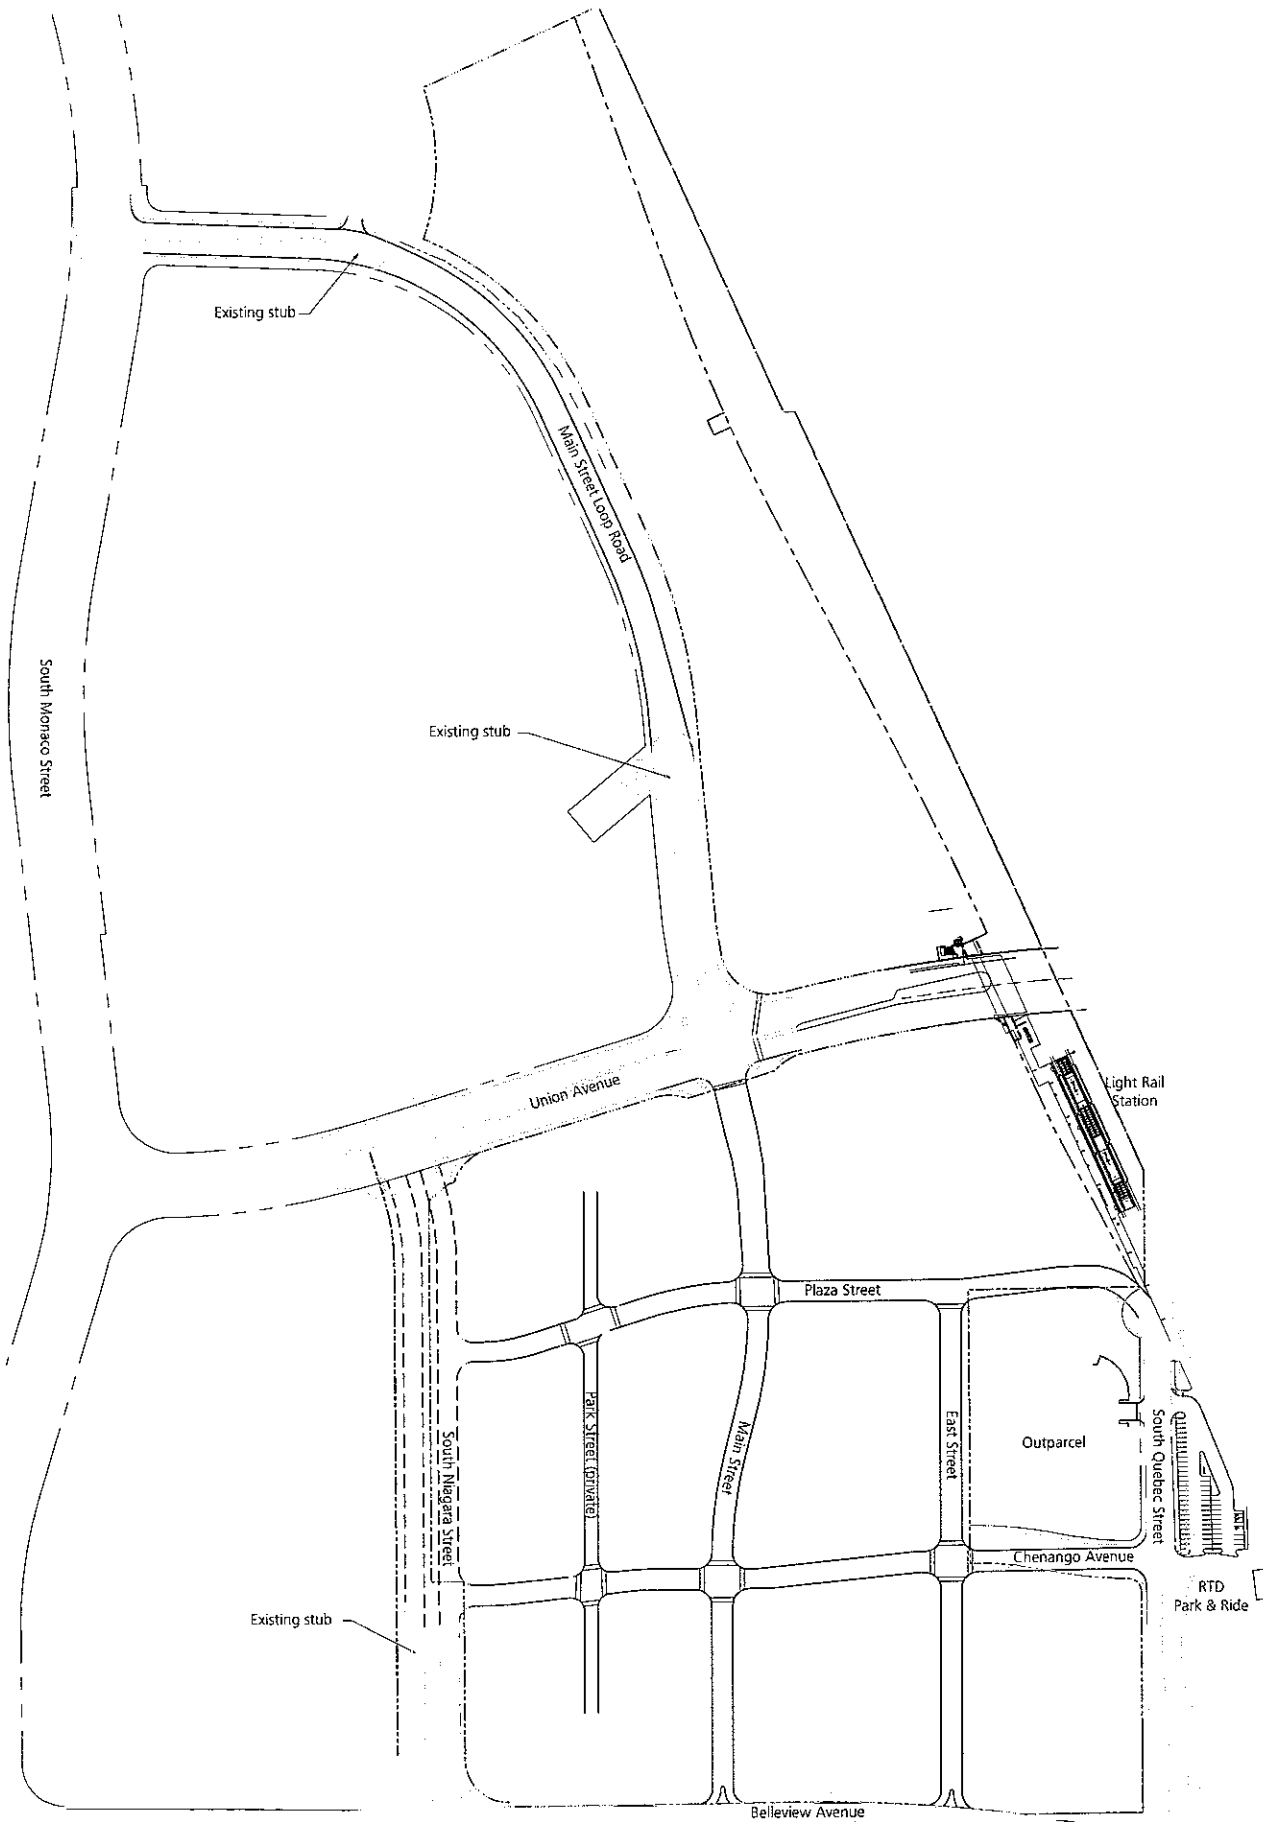 Existing stub
Main Street Loop Road
South Monaco Street
Existing stub
Union Avenue
Light Rail
Station
Plaza Street
Park Street (private)
Main Street
East Street
Outparcel
South Quebec Street
South Niagara Street
Chenango Avenue
RTD
Park & Ride
Existing stub
Belleview Avenue